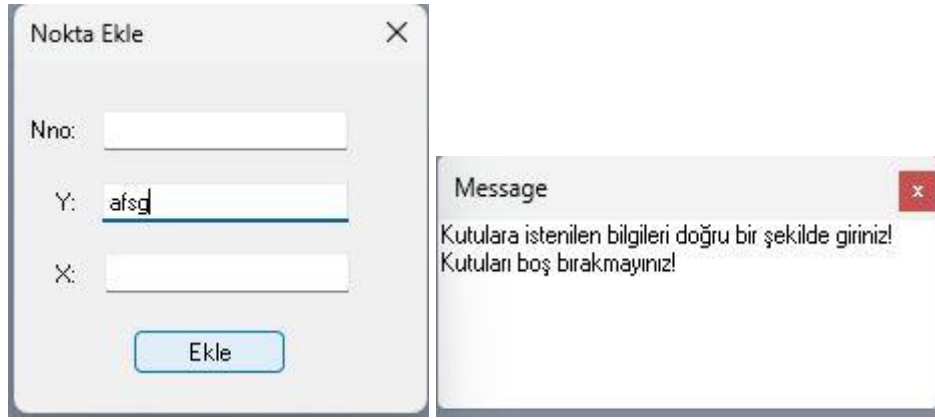 Nokta Ekle
Nno:
Y: afsg
X:
Ekle
Message
x
Kutulara istenilen bilgileri doğru bir şekilde giriniz!
Kutuları boş bırakmayınız!